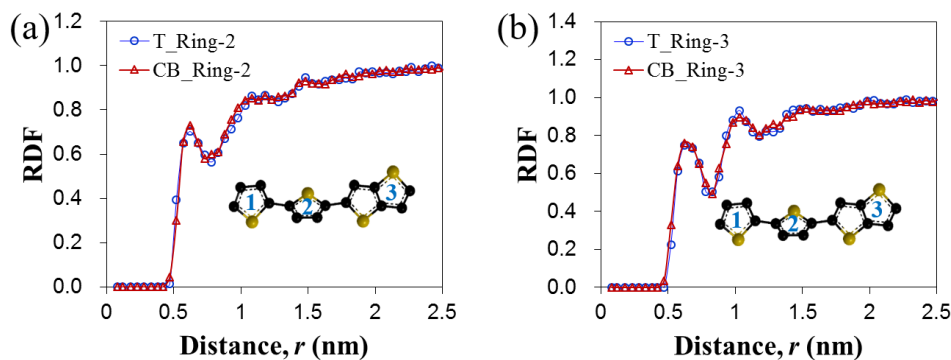 (a)
T_Ring-2
CB_Ring-2
RDF
1.2
1.0
0.8
0.6
0.4
0.2
0.0
1
2
3
0 0.5 1 1.5 2 2.5
Distance, r (nm)
(b)
T_Ring-3
CB_Ring-3
RDF
1.4
1.2
1.0
0.8
0.6
0.4
0.2
0.0
1
2
3
0 0.5 1 1.5 2 2.5
Distance, r (nm)